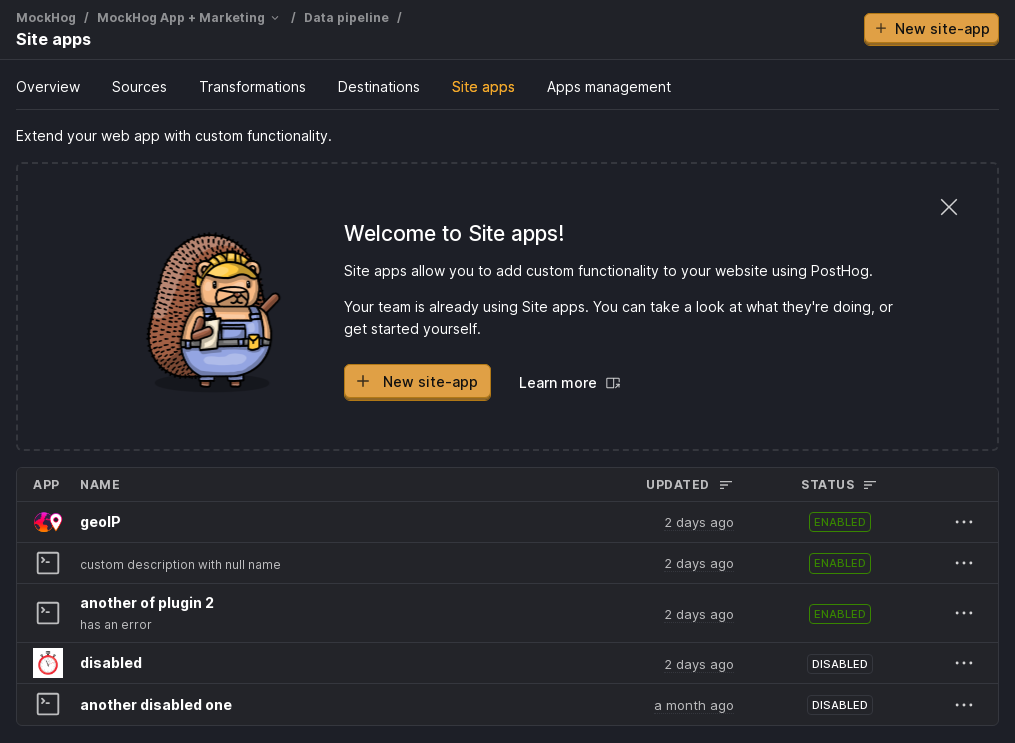 MockHog / MockHog App + Marketing / Data pipeline /
Site apps
New site-app
Overview Sources Transformations Destinations Site apps Apps management
Extend your web app with custom functionality.
Welcome to Site apps!
Site apps allow you to add custom functionality to your website using PostHog.
Your team is already using Site apps. You can take a look at what they're doing, or
get started yourself.
New site-app Learn more
APP NAME UPDATED STATUS
geoIP 2 days ago ENABLED
custom description with null name 2 days ago ENABLED
another of plugin 2 2 days ago ENABLED
has an error
disabled 2 days ago DISABLED
another disabled one a month ago DISABLED